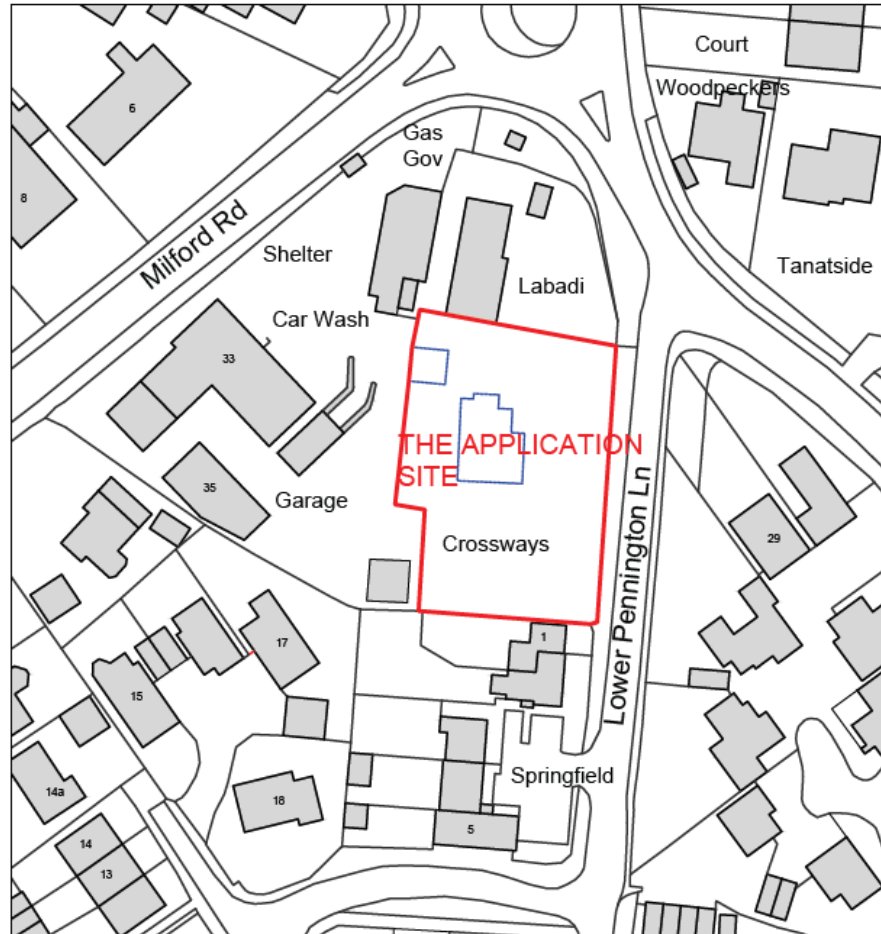 Court
Woodpeckers
6
Gas
Gov
8
Milford Rd
Shelter
Tanatside
Labadi
Car Wash
33
THE APPLICATION
SITE
35
Garage
Crossways
Lower Pennington Ln
29
1
17
15
Springfield
14a
18
5
14
13